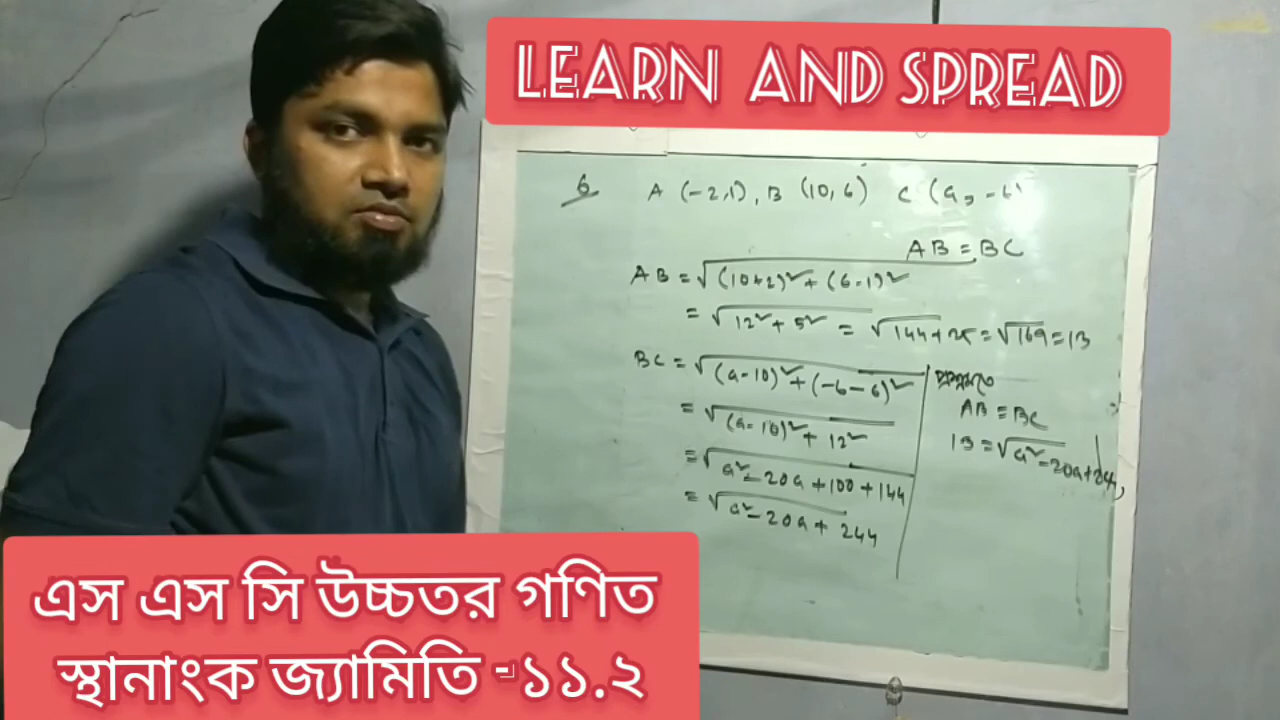 LEARN AND SPREAD
6 A (-2,1), B (10,6) C (a, -6)
AB = BC
AB = √(10+2)² + (6-1)²
= √12² + 5² = √144+25 = √169 = 13
BC = √(a-10)² + (-6-6)²
= √(a-10)² + 12²
= √a² - 20a + 100 + 144
= √a² - 20a + 244
প্রশ্নমতে
AB = BC
13 = √a² - 20a + 244
এস এস সি উচ্চতর গণিত
স্থানাংক জ্যামিতি -১১.২